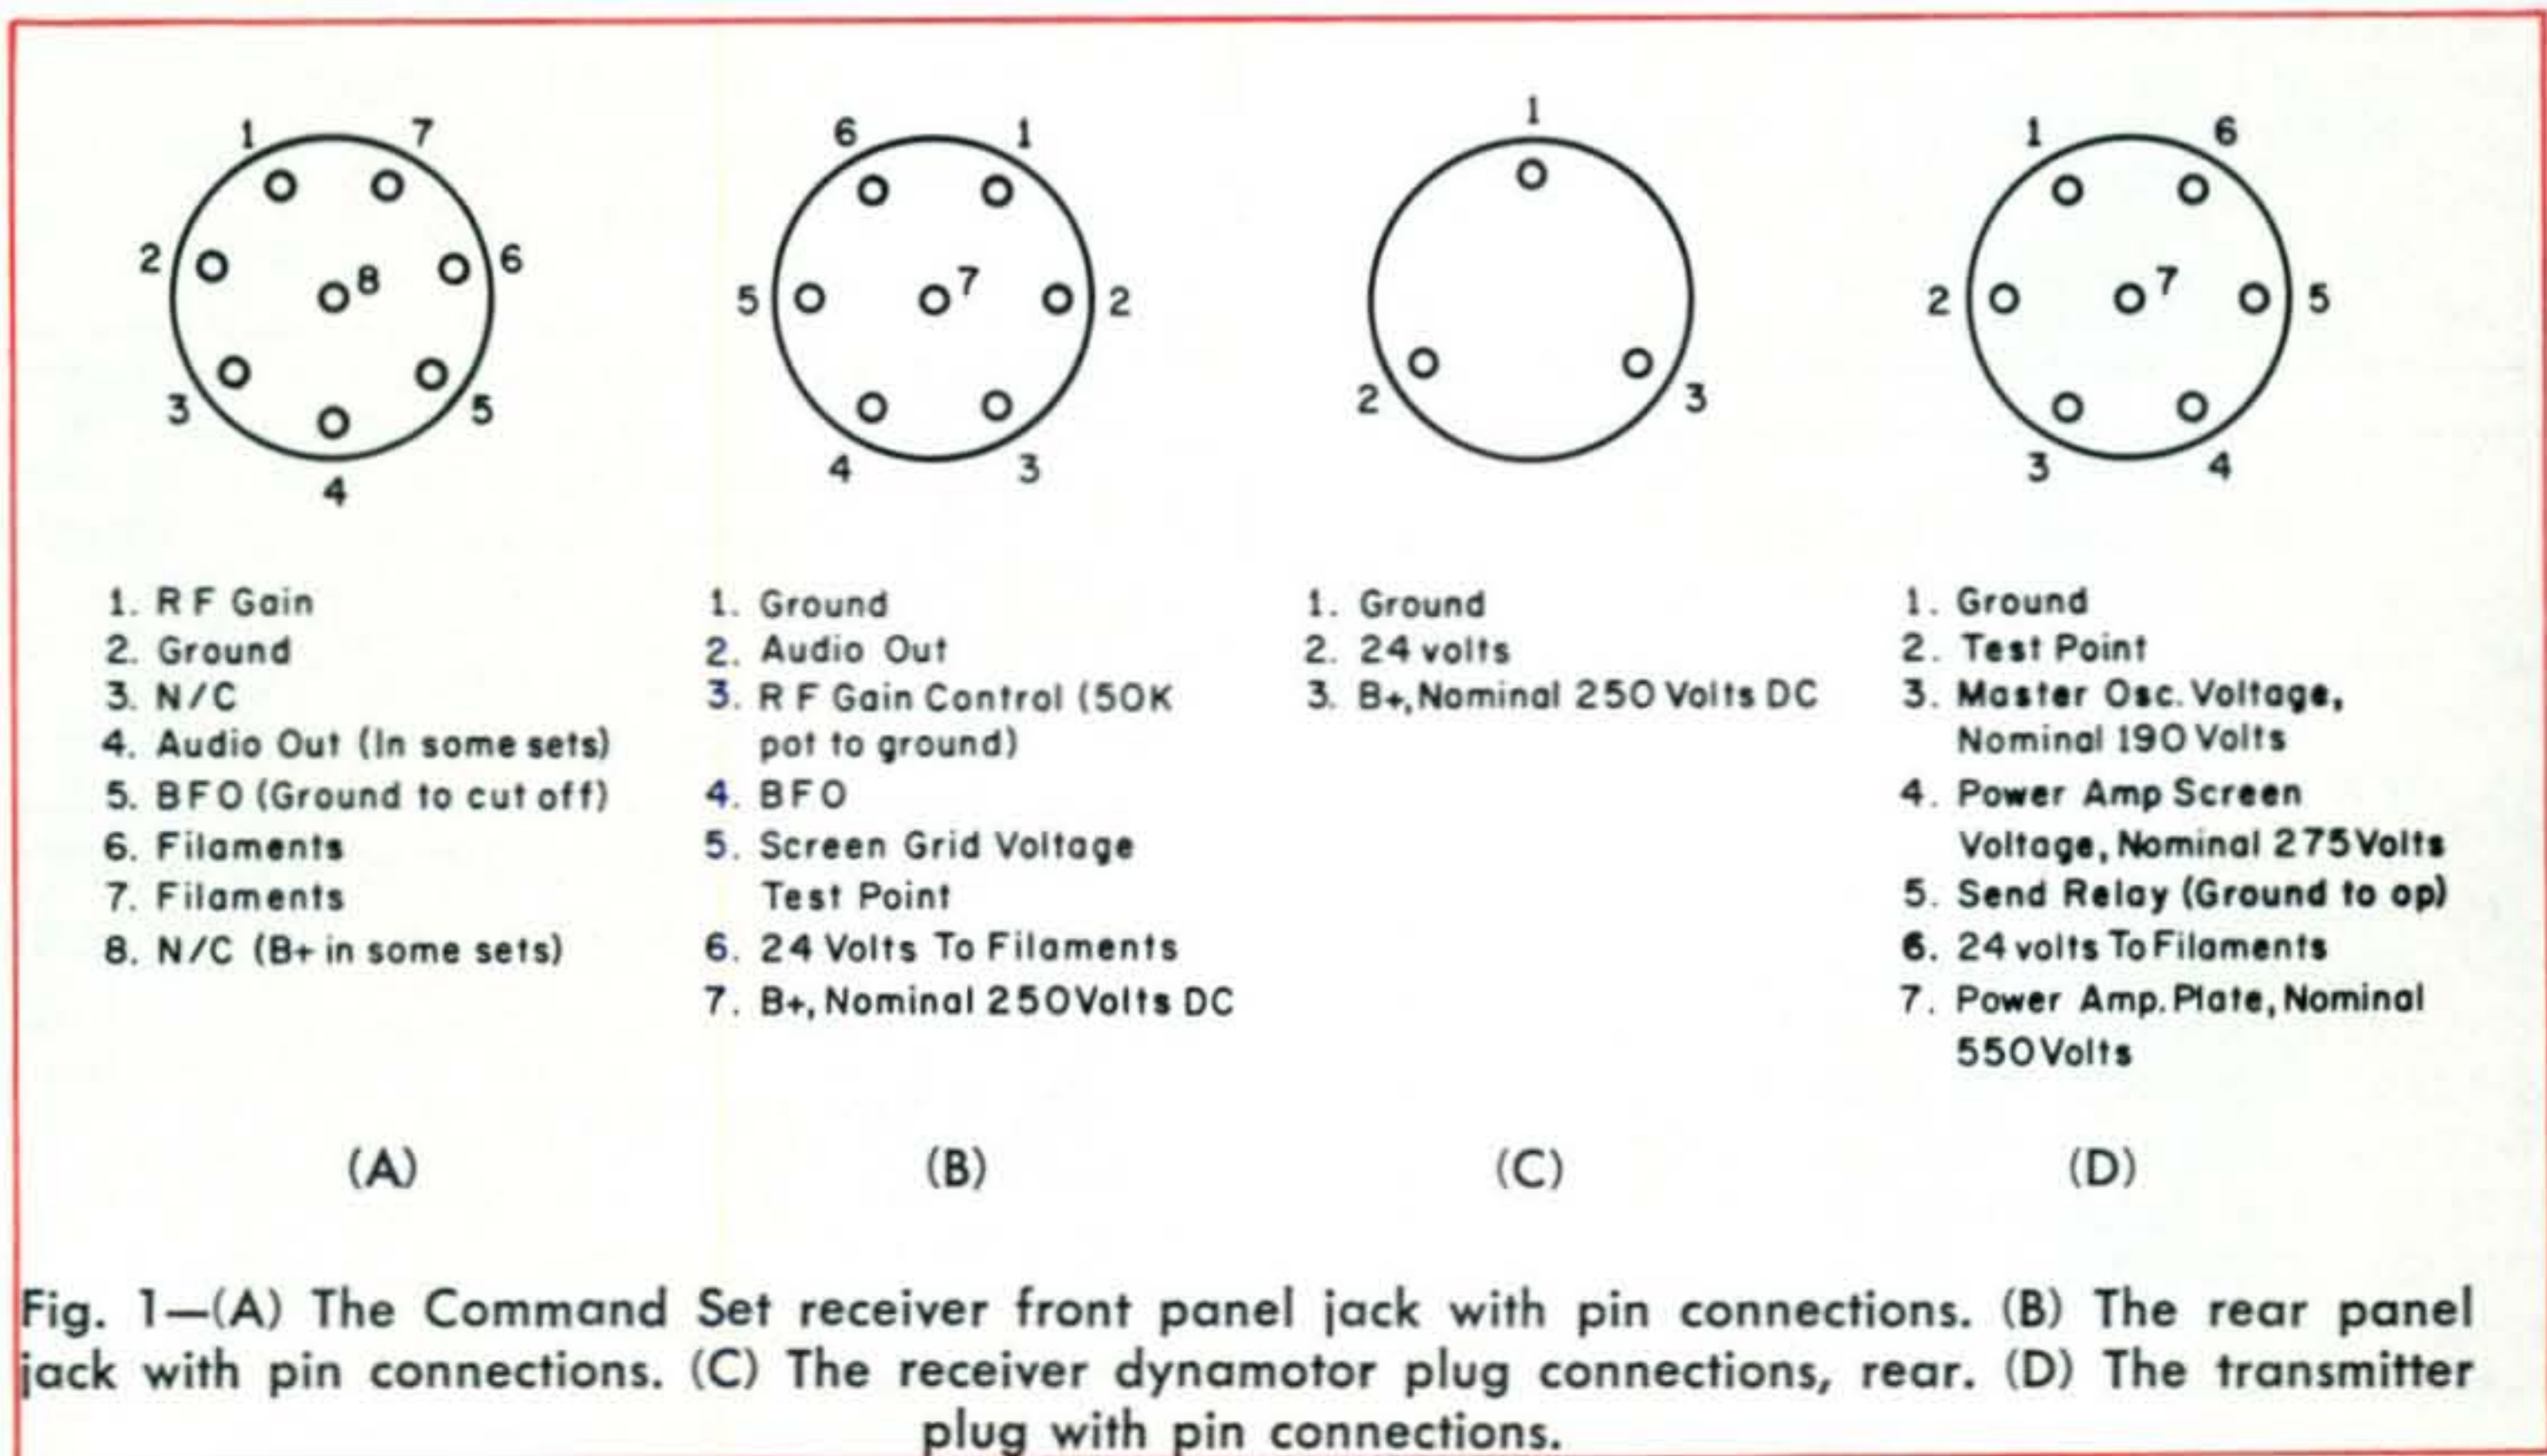 1
7
2
8
6
3
5
4
6
1
5
7
2
4
3
1
2
3
1
6
2
7
5
3
4
1. RF Gain
2. Ground
3. N/C
4. Audio Out (In some sets)
5. BFO (Ground to cut off)
6. Filaments
7. Filaments
8. N/C (B+ in some sets)
(A)
1. Ground
2. Audio Out
3. RF Gain Control (50K
pot to ground)
4. BFO
5. Screen Grid Voltage
Test Point
6. 24 Volts To Filaments
7. B+, Nominal 250 Volts DC
(B)
1. Ground
2. 24 volts
3. B+, Nominal 250 Volts DC
(C)
1. Ground
2. Test Point
3. Master Osc. Voltage,
Nominal 190 Volts
4. Power Amp Screen
Voltage, Nominal 275 Volts
5. Send Relay (Ground to op)
6. 24 volts To Filaments
7. Power Amp. Plate, Nominal
550 Volts
(D)
Fig. 1—(A) The Command Set receiver front panel jack with pin connections. (B) The rear panel
jack with pin connections. (C) The receiver dynamotor plug connections, rear. (D) The transmitter
plug with pin connections.